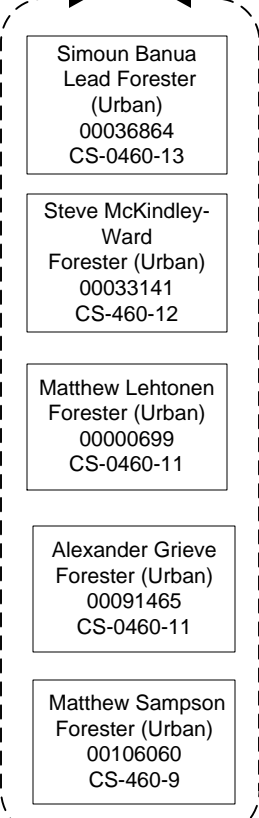 Simoun Banua
Lead Forester
(Urban)
00036864
CS-0460-13
Steve McKindley-
Ward
Forester (Urban)
00033141
CS-460-12
Matthew Lehtonen
Forester (Urban)
00000699
CS-0460-11
Alexander Grieve
Forester (Urban)
00091465
CS-0460-11
Matthew Sampson
Forester (Urban)
00106060
CS-460-9